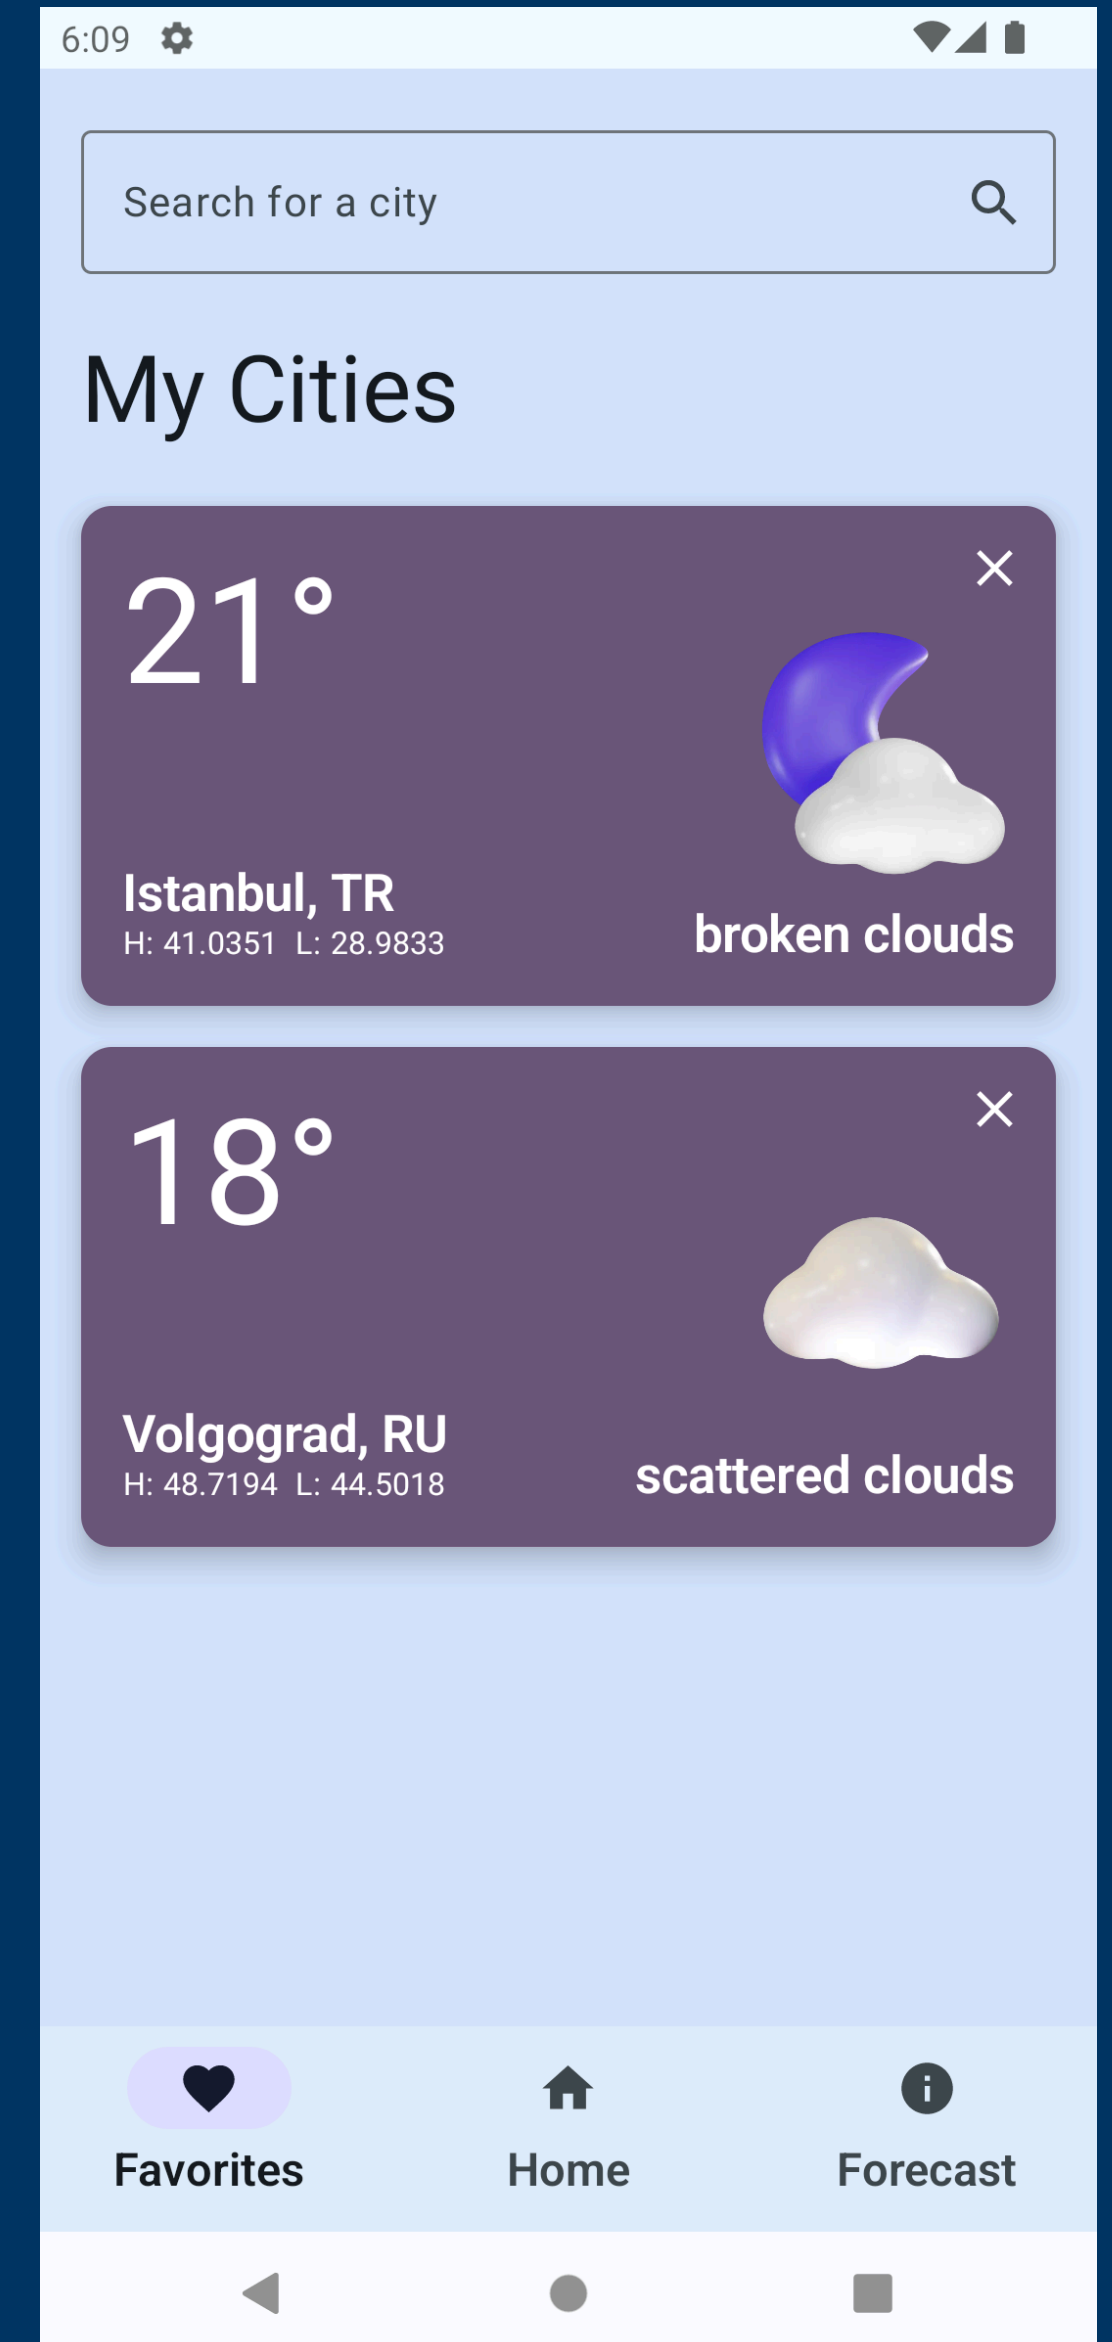 6:09
Search for a city
My Cities
21°
Istanbul, TR
H: 41.0351 L: 28.9833
broken clouds
18°
Volgograd, RU
H: 48.7194 L: 44.5018
scattered clouds
Favorites
Home
Forecast